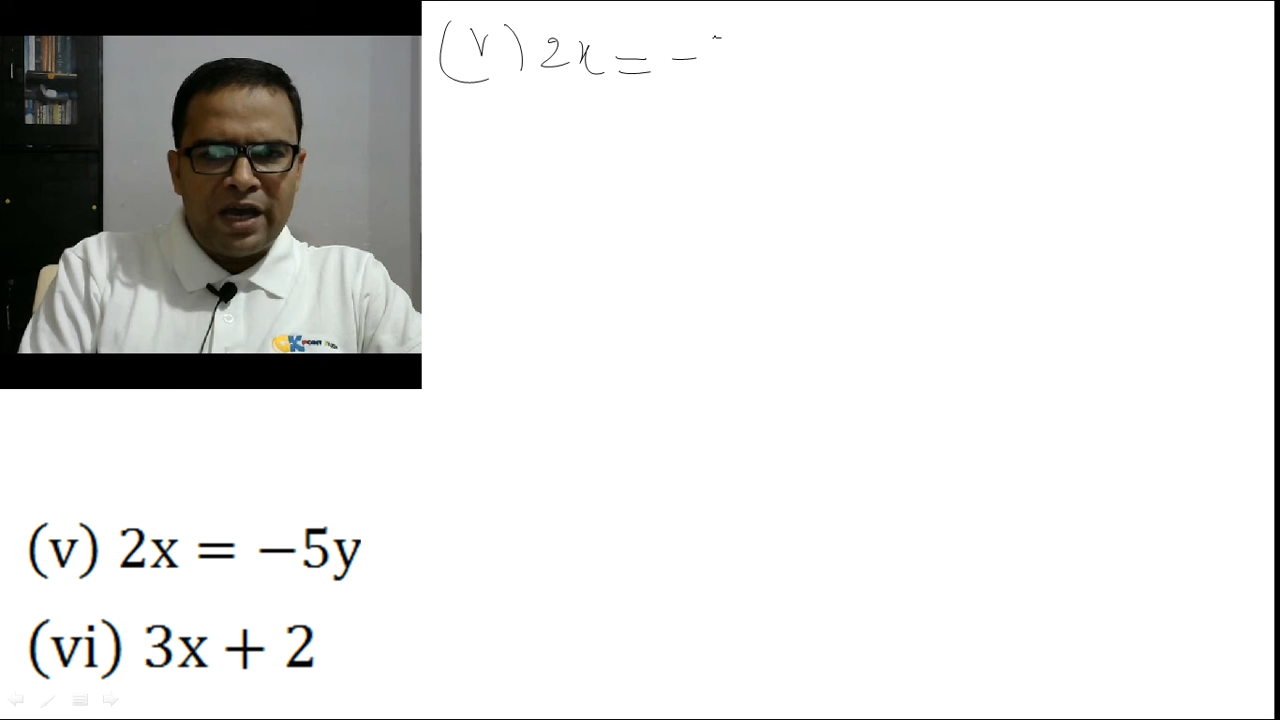 (v) 2x = -
(v) 2x = −5y
(vi) 3x + 2